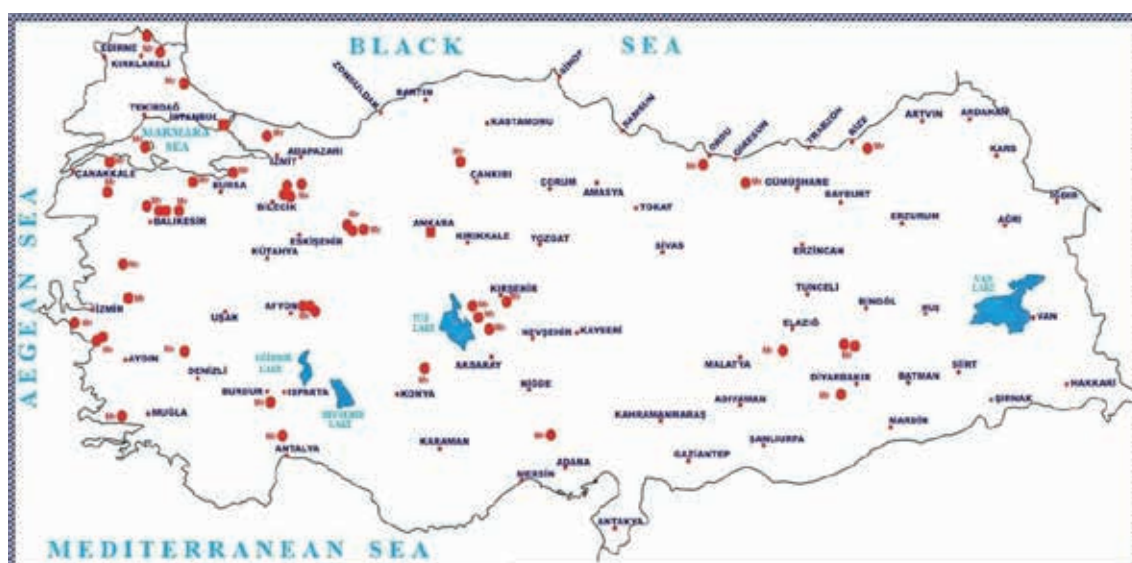 BLACK SEA
EDİRNE
KIRKLARELİ
TEKİRDAĞ
İSTANBUL
MARMARA
SEA
ZONGULDAK
BARTIN
SİNOP
KASTAMONU
SAMSUN
ORDU
GİRESUN
TRABZON
RİZE
ARTVİN
ARDAHAN
KARS
ÇANAKKALE
İZMİT
ADAPAZARI
BURSA
BİLECİK
ÇANKIRI
ÇORUM
AMASYA
TOKAT
GÜMÜŞHANE
BAYBURT
ERZURUM
AĞRI
IĞDIR
BALIKESİR
ESKİŞEHİR
KÜTAHYA
ANKARA
KIRIKKALE
YOZGAT
SİVAS
ERZİNCAN
AEGEAN SEA
İZMİR
UŞAK
AFYON
TUZ
LAKE
KIRŞEHİR
NEVŞEHİR
KAYSERİ
TUNCELİ
BİNGÖL
MUŞ
VAN
LAKE
VAN
ELAZIĞ
AYDIN
DENİZLİ
LAKE
AKSARAY
MALATYA
DİYARBAKIR
BATMAN
SİİRT
HAKKARİ
BURDUR
ISPARTA
LAKE
KONYA
NİĞDE
ADIYAMAN
ŞIRNAK
MUĞLA
KAHRAMANMARAŞ
MARDİN
ANTALYA
KARAMAN
ADANA
GAZİANTEP
ŞANLIURFA
MERSİN
ANTAKYA
MEDITERRANEAN SEA